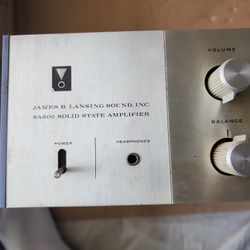 VOLUME
JAMES B. LANSING SOUND, INC.
SA600 SOLID STATE AMPLIFIER
BALANCE
POWER
HEADPHONES